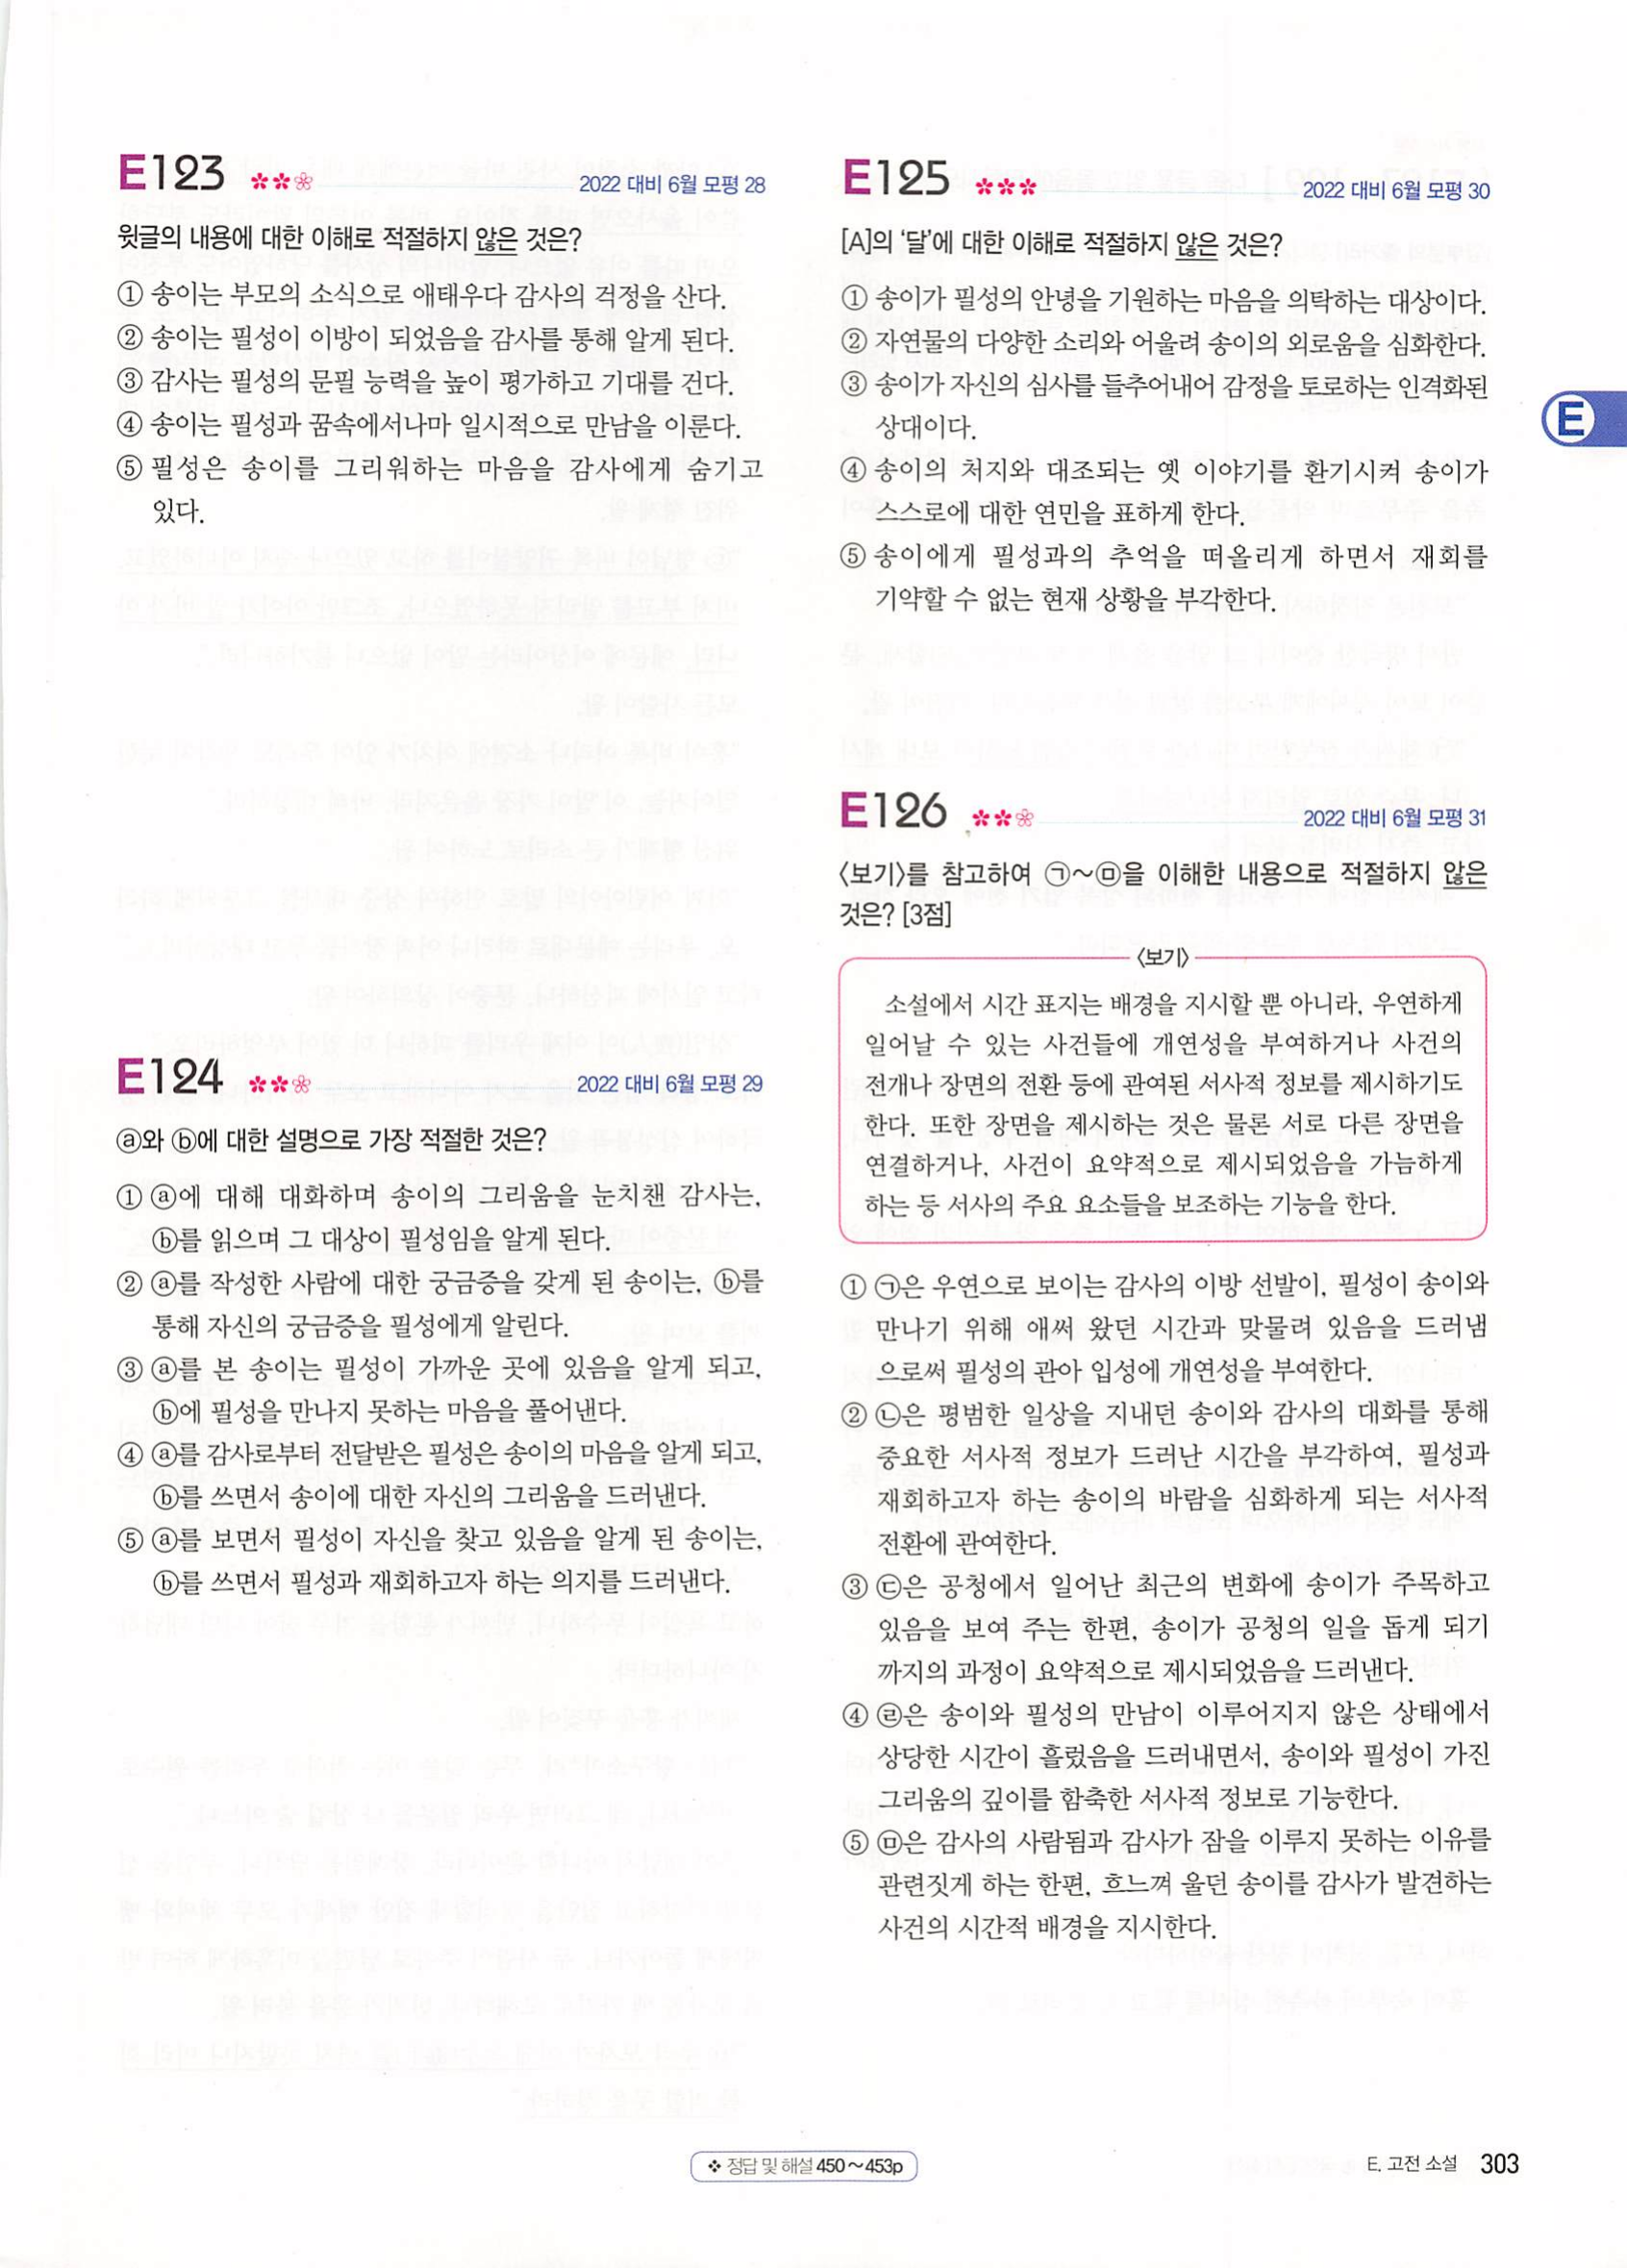 E123 ✽✽❀ 2022 대비 6월 모평 28
윗글의 내용에 대한 이해로 적절하지 않은 것은?
① 송이는 부모의 소식으로 애태우다 감사의 걱정을 산다.
② 송이는 필성이 이방이 되었음을 감사를 통해 알게 된다.
③ 감사는 필성의 문필 능력을 높이 평가하고 기대를 건다.
④ 송이는 필성과 꿈속에서나마 일시적으로 만남을 이룬다.
⑤ 필성은 송이를 그리워하는 마음을 감사에게 숨기고
있다.
E124 ✽✽❀ 2022 대비 6월 모평 29
ⓐ와 ⓑ에 대한 설명으로 가장 적절한 것은?
① ⓐ에 대해 대화하며 송이의 그리움을 눈치챈 감사는,
ⓑ를 읽으며 그 대상이 필성임을 알게 된다.
② ⓐ를 작성한 사람에 대한 궁금증을 갖게 된 송이는, ⓑ를
통해 자신의 궁금증을 필성에게 알린다.
③ ⓐ를 본 송이는 필성이 가까운 곳에 있음을 알게 되고,
ⓑ에 필성을 만나지 못하는 마음을 풀어낸다.
④ ⓐ를 감사로부터 전달받은 필성은 송이의 마음을 알게 되고,
ⓑ를 쓰면서 송이에 대한 자신의 그리움을 드러낸다.
⑤ ⓐ를 보면서 필성이 자신을 찾고 있음을 알게 된 송이는,
ⓑ를 쓰면서 필성과 재회하고자 하는 의지를 드러낸다.
E125 ✽✽✽ 2022 대비 6월 모평 30
[A]의 ‘달’에 대한 이해로 적절하지 않은 것은?
① 송이가 필성의 안녕을 기원하는 마음을 의탁하는 대상이다.
② 자연물의 다양한 소리와 어울려 송이의 외로움을 심화한다.
③ 송이가 자신의 심사를 들추어내어 감정을 토로하는 인격화된
상대이다.
④ 송이의 처지와 대조되는 옛 이야기를 환기시켜 송이가
스스로에 대한 연민을 표하게 한다.
⑤ 송이에게 필성과의 추억을 떠올리게 하면서 재회를
기약할 수 없는 현재 상황을 부각한다.
E126 ✽✽❀ 2022 대비 6월 모평 31
〈보기〉를 참고하여 ㉠~㉤을 이해한 내용으로 적절하지 않은
것은? [3점]
〈보기〉
소설에서 시간 표지는 배경을 지시할 뿐 아니라, 우연하게
일어날 수 있는 사건들에 개연성을 부여하거나 사건의
전개나 장면의 전환 등에 관여된 서사적 정보를 제시하기도
한다. 또한 장면을 제시하는 것은 물론 서로 다른 장면을
연결하거나, 사건이 요약적으로 제시되었음을 가늠하게
하는 등 서사의 주요 요소들을 보조하는 기능을 한다.
① ㉠은 우연으로 보이는 감사의 이방 선발이, 필성이 송이와
만나기 위해 애써 왔던 시간과 맞물려 있음을 드러냄
으로써 필성의 관아 입성에 개연성을 부여한다.
② ㉡은 평범한 일상을 지내던 송이와 감사의 대화를 통해
중요한 서사적 정보가 드러난 시간을 부각하여, 필성과
재회하고자 하는 송이의 바람을 심화하게 되는 서사적
전환에 관여한다.
③ ㉢은 공청에서 일어난 최근의 변화에 송이가 주목하고
있음을 보여 주는 한편, 송이가 공청의 일을 돕게 되기
까지의 과정이 요약적으로 제시되었음을 드러낸다.
④ ㉣은 송이와 필성의 만남이 이루어지지 않은 상태에서
상당한 시간이 흘렀음을 드러내면서, 송이와 필성이 가진
그리움의 깊이를 함축한 서사적 정보로 기능한다.
⑤ ㉤은 감사의 사람됨과 감사가 잠을 이루지 못하는 이유를
관련짓게 하는 한편, 흐느껴 울던 송이를 감사가 발견하는
사건의 시간적 배경을 지시한다.
E
❖ 정답 및 해설 450~453p
E. 고전 소설 303